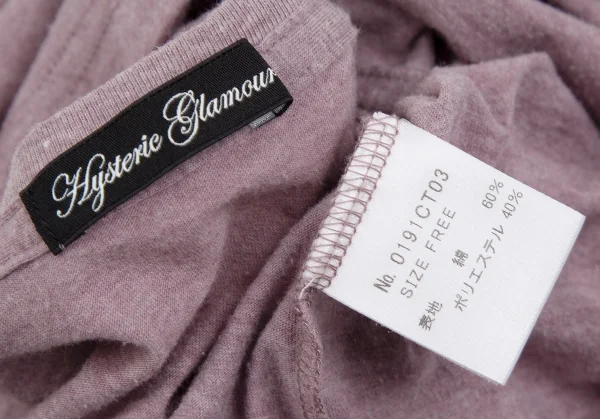 Hysteric Glamour
No. 0191CT03
SIZE FREE
表地 綿 60%
ポリエステル 40%